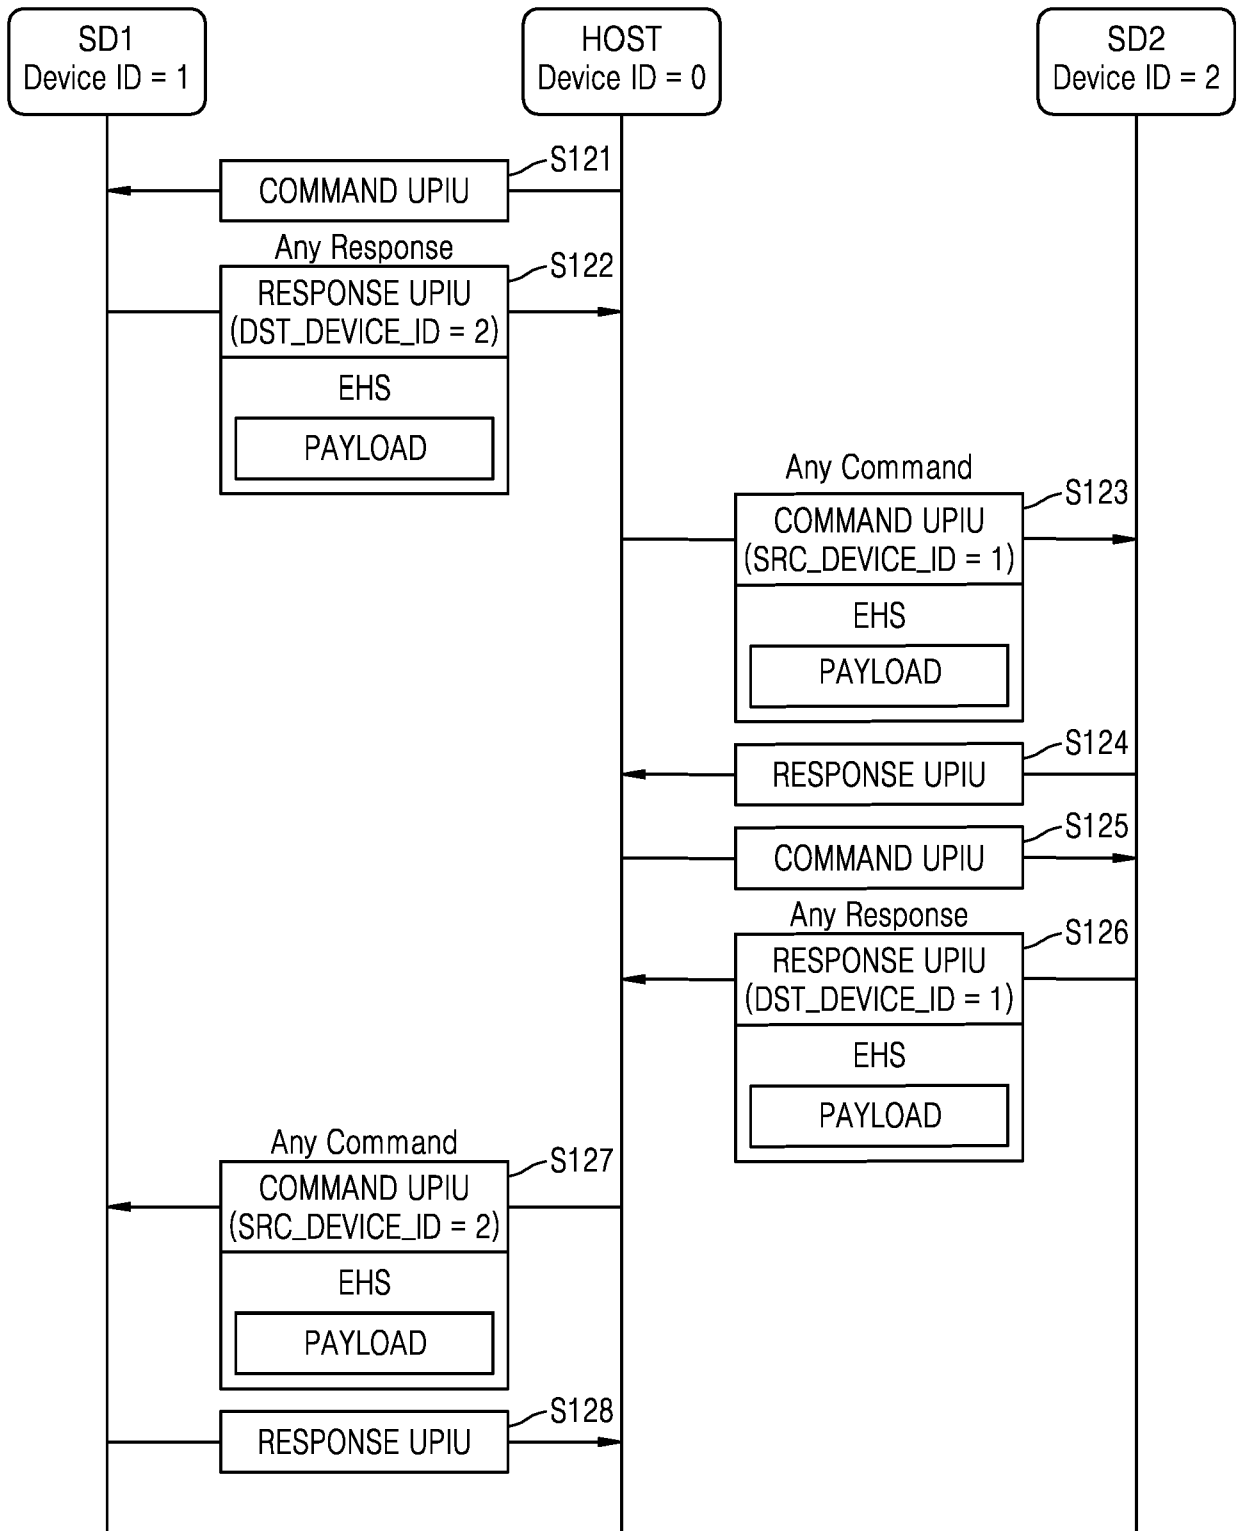 SD1
Device ID = 1
HOST
Device ID = 0
SD2
Device ID = 2
S121
COMMAND UPIU
Any Response
S122
RESPONSE UPIU
(DST_DEVICE_ID = 2)
EHS
PAYLOAD
Any Command
S123
COMMAND UPIU
(SRC_DEVICE_ID = 1)
EHS
PAYLOAD
S124
RESPONSE UPIU
S125
COMMAND UPIU
Any Response
S126
RESPONSE UPIU
(DST_DEVICE_ID = 1)
EHS
PAYLOAD
Any Command
S127
COMMAND UPIU
(SRC_DEVICE_ID = 2)
EHS
PAYLOAD
S128
RESPONSE UPIU